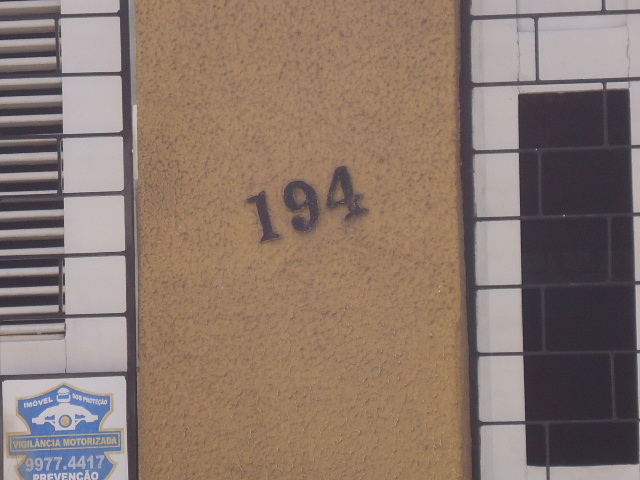 194
IMÓVEL SOB PROTEÇÃO
VIGILÂNCIA MOTORIZADA
9977.4417
PREVENÇÃO